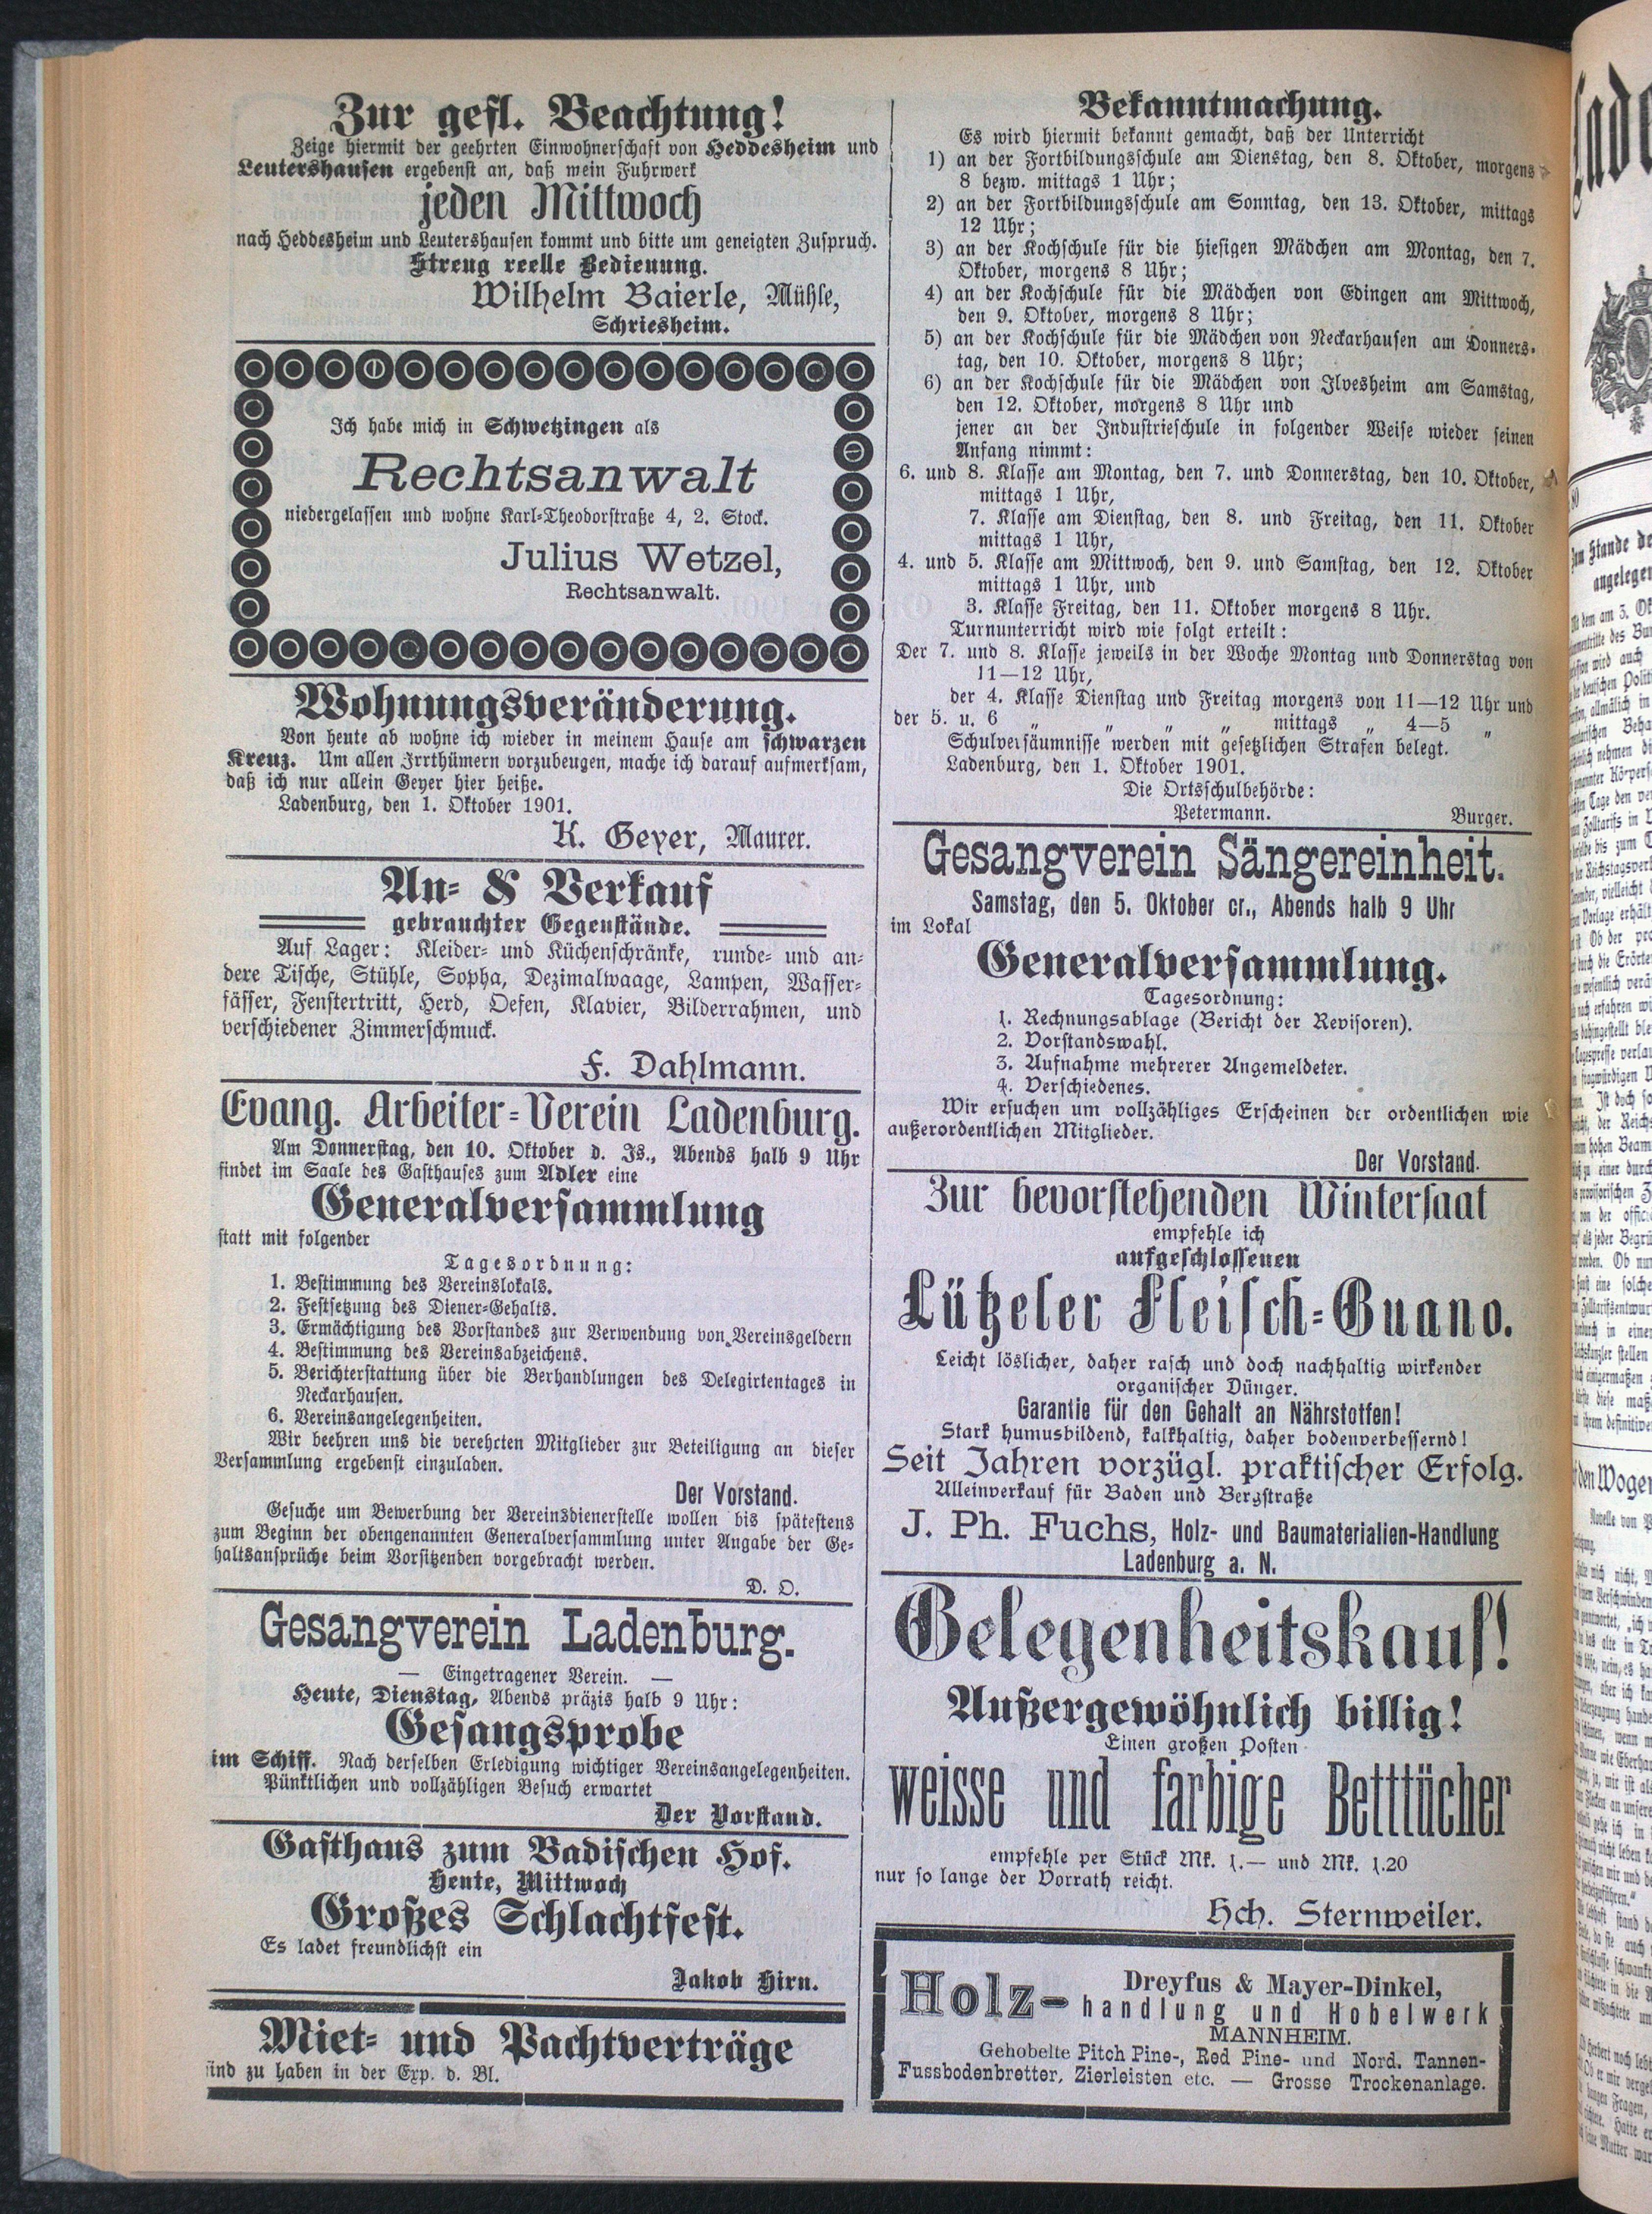 Zur gefl. Beachtung!
Zeige hiermit der geehrten Einwohnerschaft von Heddesheim und
Leutershausen ergebenst an, daß mein Fuhrwerk
jeden Mittwoch
nach Heddesheim und Leutershausen kommt und bitte um geneigten Zuspruch.
Streng reelle Bedienung.
Wilhelm Baierle, Mühle,
Schriesheim.
Ich habe mich in Schwetzingen als
Rechtsanwalt
niedergelassen und wohne Karl-Theodorstraße 4, 2. Stock.
Julius Wetzel,
Rechtsanwalt.
Wohnungsveränderung.
Von heute ab wohne ich wieder in meinem Hause am schwarzen
Kreuz. Um allen Irrthümern vorzubeugen, mache ich darauf aufmerksam,
daß ich nur allein Geyer hier heiße.
Ladenburg, den 1. Oktober 1901.
K. Geyer, Maurer.
An- & Verkauf
gebrauchter Gegenstände.
Auf Lager: Kleider- und Küchenschränke, runde- und an-
dere Tische, Stühle, Sopha, Dezimalwaage, Lampen, Wasser-
fässer, Fenstertritt, Herd, Oefen, Klavier, Bilderrahmen, und
verschiedener Zimmerschmuck.
F. Dahlmann.
Evang. Arbeiter-Verein Ladenburg.
Am Donnerstag, den 10. Oktober d. Js., Abends halb 9 Uhr
findet im Saale des Gasthauses zum Adler eine
Generalversammlung
statt mit folgender
Tagesordnung:
1. Bestimmung des Vereinslokals.
2. Festsetzung des Diener-Gehalts.
3. Ermächtigung des Vorstandes zur Verwendung von Vereinsgeldern
4. Bestimmung des Vereinsabzeichens.
5. Berichterstattung über die Verhandlungen des Delegirtentages in
Neckarhausen.
6. Vereinsangelegenheiten.
Wir beehren uns die verehrten Mitglieder zur Beteiligung an dieser
Versammlung ergebenst einzuladen.
Der Vorstand.
Gesuche um Bewerbung der Vereinsdienerstelle wollen bis spätestens
zum Beginn der obengenannten Generalversammlung unter Angabe der Ge-
haltsansprüche beim Vorsitzenden vorgebracht werden.
D. O.
Gesangverein Ladenburg.
— Eingetragener Verein. —
Heute, Dienstag, Abends präzis halb 9 Uhr:
Gesangsprobe
im Schiff. Nach derselben Erledigung wichtiger Vereinsangelegenheiten.
Pünktlichen und vollzähligen Besuch erwartet
Der Vorstand.
Gasthaus zum Badischen Hof.
Heute, Mittwoch
Großes Schlachtfest.
Es ladet freundlichst ein
Jakob Hirn.
Miet- und Pachtverträge
sind zu haben in der Exp. d. Bl.
Bekanntmachung.
Es wird hiermit bekannt gemacht, daß der Unterricht
1) an der Fortbildungsschule am Dienstag, den 8. Oktober, morgens
8 bezw. mittags 1 Uhr;
2) an der Fortbildungsschule am Sonntag, den 13. Oktober, mittags
12 Uhr;
3) an der Kochschule für die hiesigen Mädchen am Montag, den 7.
Oktober, morgens 8 Uhr;
4) an der Kochschule für die Mädchen von Edingen am Mittwoch,
den 9. Oktober, morgens 8 Uhr;
5) an der Kochschule für die Mädchen von Neckarhausen am Donners-
tag, den 10. Oktober, morgens 8 Uhr;
6) an der Kochschule für die Mädchen von Ilvesheim am Samstag,
den 12. Oktober, morgens 8 Uhr und
jener an der Industrieschule in folgender Weise wieder seinen
Anfang nimmt:
6. und 8. Klasse am Montag, den 7. und Donnerstag, den 10. Oktober,
mittags 1 Uhr,
7. Klasse am Dienstag, den 8. und Freitag, den 11. Oktober
mittags 1 Uhr,
4. und 5. Klasse am Mittwoch, den 9. und Samstag, den 12. Oktober
mittags 1 Uhr, und
3. Klasse Freitag, den 11. Oktober morgens 8 Uhr.
Turnunterricht wird wie folgt erteilt:
Der 7. und 8. Klasse jeweils in der Woche Montag und Donnerstag von
11—12 Uhr,
der 4. Klasse Dienstag und Freitag morgens von 11—12 Uhr und
der 5. u. 6 „ „ „ „ mittags „ 4—5 „
Schulversäumnisse werden mit gesetzlichen Strafen belegt.
Ladenburg, den 1. Oktober 1901.
Die Ortsschulbehörde:
Petermann. Burger.
Gesangverein Sängereinheit.
Samstag, den 5. Oktober cr., Abends halb 9 Uhr
im Lokal
Generalversammlung.
Tagesordnung:
1. Rechnungsablage (Bericht der Revisoren).
2. Vorstandswahl.
3. Aufnahme mehrerer Angemeldeter.
4. Verschiedenes.
Wir ersuchen um vollzähliges Erscheinen der ordentlichen wie
außerordentlichen Mitglieder.
Der Vorstand.
Zur bevorstehenden Wintersaat
empfehle ich
aufgeschlossenen
Lützeler Fleisch-Guano.
Leicht löslicher, daher rasch und doch nachhaltig wirkender
organischer Dünger.
Garantie für den Gehalt an Nährstoffen!
Stark humusbildend, kalkhaltig, daher bodenverbessernd!
Seit Jahren vorzügl. praktischer Erfolg.
Alleinverkauf für Baden und Bergstraße
J. Ph. Fuchs, Holz- und Baumaterialien-Handlung
Ladenburg a. N.
Gelegenheitskauf!
Außergewöhnlich billig!
Einen großen Posten
weisse und farbige Betttücher
empfehle per Stück Mk. 1.— und Mk. 1.20
nur so lange der Vorrath reicht.
Hch. Sternweiler.
Dreyfus & Mayer-Dinkel,
Holz-handlung und Hobelwerk
MANNHEIM.
Gehobelte Pitch Pine-, Red Pine- und Nord. Tannen-
Fussbodenbretter, Zierleisten etc. — Grosse Trockenanlage.